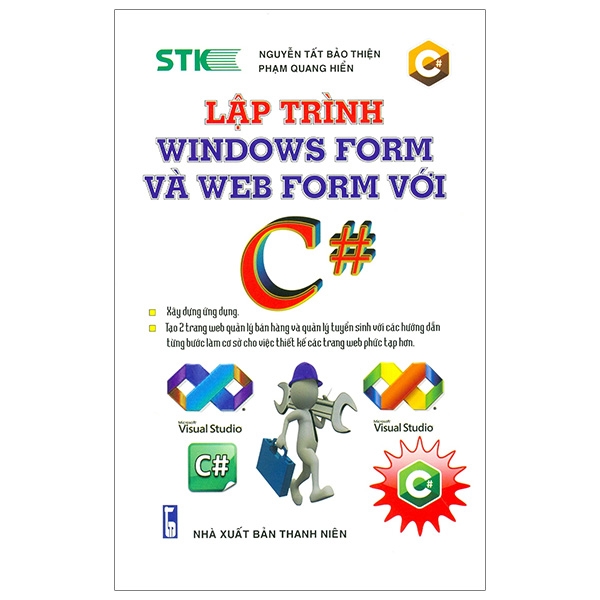 STK
NGUYỄN TẤT BẢO THIỆN
PHẠM QUANG HIỂN
C#
LẬP TRÌNH
WINDOWS FORM
VÀ WEB FORM VỚI
C#
Xây dựng ứng dụng.
Tạo 2 trang web quản lý bán hàng và quản lý tuyển sinh với các hướng dẫn
từng bước làm cơ sở cho việc thiết kế các trang web phức tạp hơn.
Microsoft
Visual Studio
Microsoft
Visual Studio
C#
C#
NHÀ XUẤT BẢN THANH NIÊN